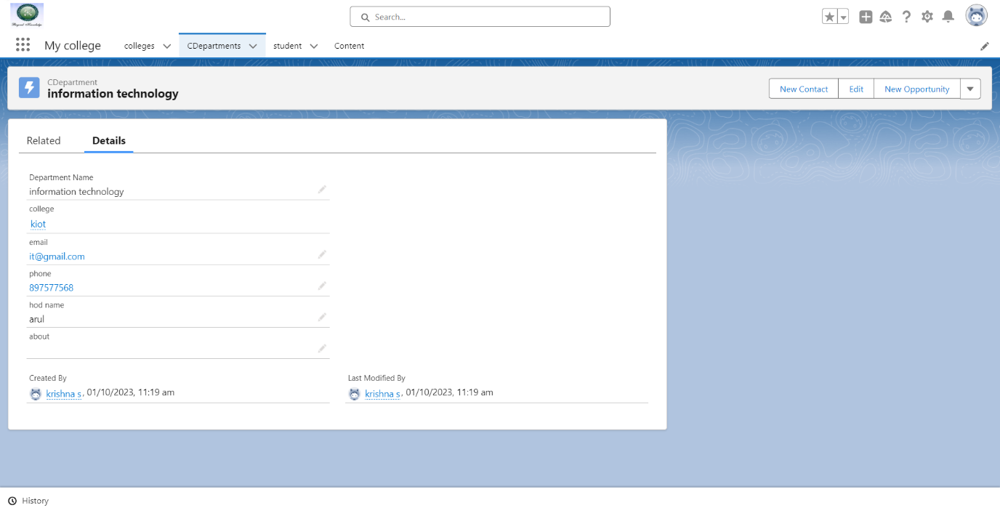 Beyond Knowledge
Search...
My college
colleges
CDepartments
student
Content
CDepartment
information technology
New Contact
Edit
New Opportunity
Related
Details
Department Name
information technology
college
kiot
email
it@gmail.com
phone
897577568
hod name
arul
about
Created By
krishna s, 01/10/2023, 11:19 am
Last Modified By
krishna s, 01/10/2023, 11:19 am
History